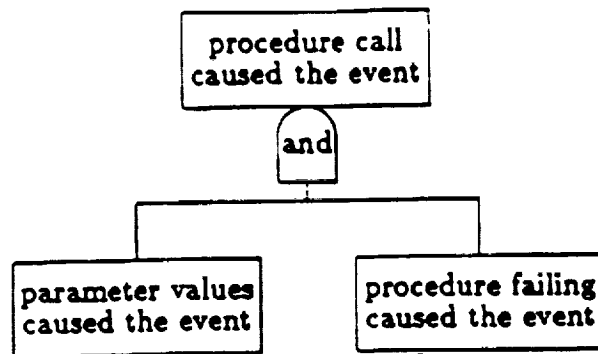 procedure call
caused the event
and
parameter values
caused the event
procedure failing
caused the event